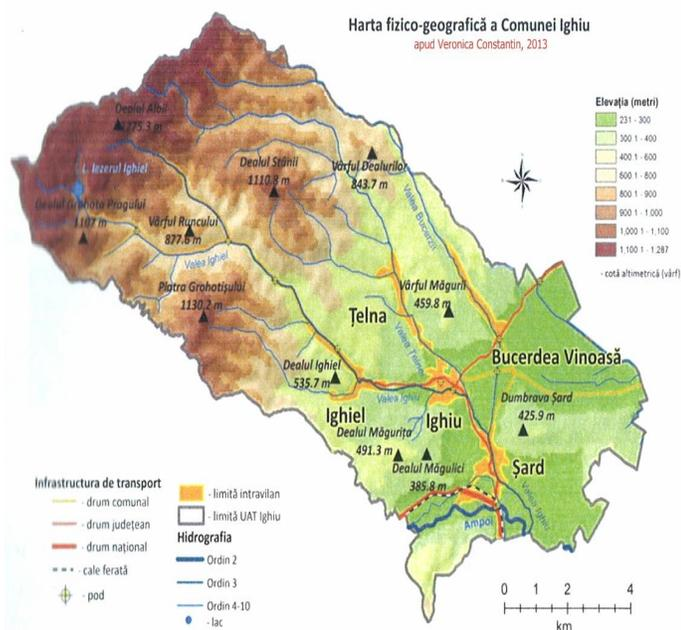 Harta fizico-geografică a Comunei Ighiu
apud Veronica Constantin, 2013
Elevația (metri)
231 - 300
300 1 - 400
400 1 - 600
600 1 - 800
800 1 - 900
900 1 - 1.000
1,000 1 - 1,100
1,100 1 - 1.287
- cotă altimetrică (vârf)
Dealul Albii
1275.3 m
L. Iezerul Ighiel
Dealul Grohota Pragului
1107 m
Vârful Runcului
877.6 m
Valea Ighiel
Dealul Stânii
1110.8 m
Vârful Dealurilor
843.7 m
Valea Bucerzii
Piatra Grohotișului
1130.2 m
Vârful Măgurii
459.8 m
Țelna
Valea Telnei
Bucerdea Vinoasă
Dealul Ighiel
535.7 m
Valea Ighiu
Dumbrava Șard
425.9 m
Ighiel
Ighiu
Dealul Măgurița
491.3 m
Dealul Măgulici
385.8 m
Șard
Valea Ighiu
Ampoi
Infrastructura de transport
- drum comunal
- drum județean
- drum național
- cale ferată
- pod
- limită intravilan
- limită UAT Ighiu
Hidrografia
Ordin 2
Ordin 3
Ordin 4-10
- lac
0 1 2 4
km